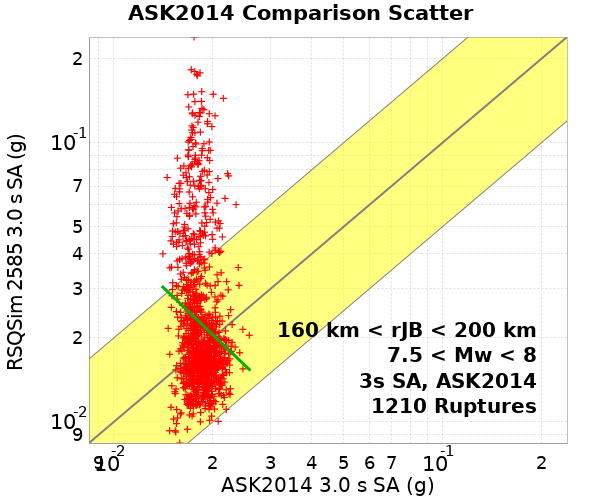 ASK2014 Comparison Scatter
RSQSim 2585 3.0 s SA (g)
2
10-1
7
5
4
3
2
10-2
9
160 km < rJB < 200 km
7.5 < Mw < 8
3s SA, ASK2014
1210 Ruptures
9 10-2 2 3 4 5 6 7 10-1 2
ASK2014 3.0 s SA (g)